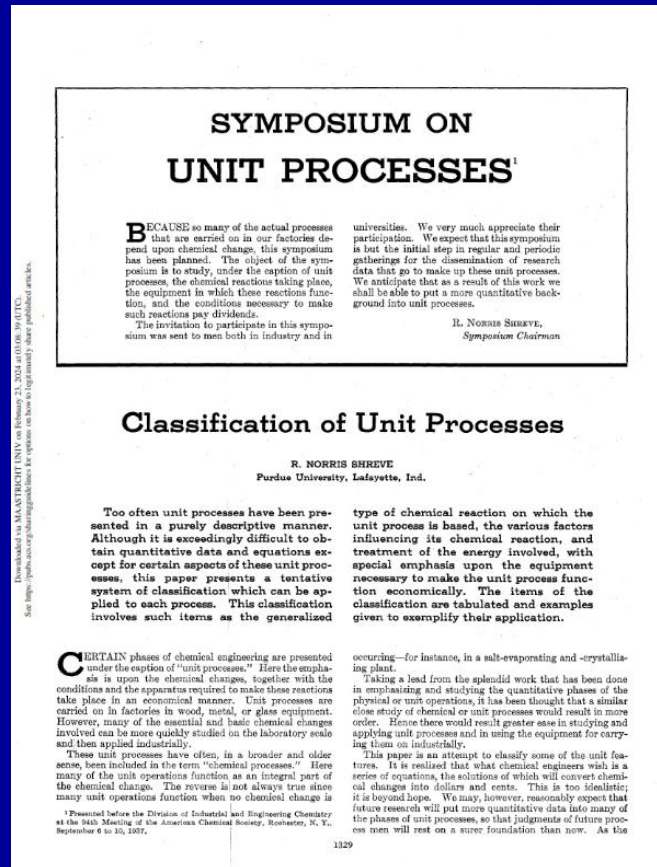 SYMPOSIUM ON
UNIT PROCESSES¹
BECAUSE so many of the actual processes
that are carried on in our factories de-
pend upon chemical change, this symposium
has been planned. The object of the sym-
posium is to study, under the caption of unit
processes, the chemical reactions taking place,
the equipment in which these reactions func-
tion, and the conditions necessary to make
such reactions pay dividends.
The invitation to participate in this sympo-
sium was sent to men both in industry and in
universities. We very much appreciate their
participation. We expect that this symposium
is but the initial step in regular and periodic
gatherings for the dissemination of research
data that go to make up these unit processes.
We anticipate that as a result of this work we
shall be able to put a more quantitative back-
ground into unit processes.
R. NORRIS SHREVE,
Symposium Chairman
Downloaded via MAASTRICHT UNIV on February 23, 2024 at 03:08:39 (UTC).
See https://pubs.acs.org/sharingguidelines for options on how to legitimately share published articles.
Classification of Unit Processes
R. NORRIS SHREVE
Purdue University, Lafayette, Ind.
Too often unit processes have been pre-
sented in a purely descriptive manner.
Although it is exceedingly difficult to ob-
tain quantitative data and equations ex-
cept for certain aspects of these unit proc-
esses, this paper presents a tentative
system of classification which can be ap-
plied to each process. This classification
involves such items as the generalized
type of chemical reaction on which the
unit process is based, the various factors
influencing its chemical reaction, and
treatment of the energy involved, with
special emphasis upon the equipment
necessary to make the unit process func-
tion economically. The items of the
classification are tabulated and examples
given to exemplify their application.
CERTAIN phases of chemical engineering are presented
under the caption of "unit processes." Here the empha-
sis is upon the chemical changes, together with the
conditions and the apparatus required to make these reactions
take place in an economical manner. Unit processes are
carried on in factories in wood, metal, or glass equipment.
However, many of the essential and basic chemical changes
involved can be more quickly studied on the laboratory scale
and then applied industrially.
These unit processes have often, in a broader and older
sense, been included in the term "chemical processes." Here
many of the unit operations function as an integral part of
the chemical change. The reverse is not always true since
many unit operations function when no chemical change is
¹ Presented before the Division of Industrial and Engineering Chemistry
at the 94th Meeting of the American Chemical Society, Rochester, N. Y.,
September 6 to 10, 1937.
occurring—for instance, in a salt-evaporating and -crystalliz-
ing plant.
Taking a lead from the splendid work that has been done
in emphasizing and studying the quantitative phases of the
physical or unit operations, it has been thought that a similar
close study of chemical or unit processes would result in more
order. Hence there would result greater ease in studying and
applying unit processes and in using the equipment for carry-
ing them on industrially.
This paper is an attempt to classify some of the unit fea-
tures. It is realized that what chemical engineers wish is a
series of equations, the solutions of which will convert chemi-
cal changes into dollars and cents. This is too idealistic;
it is beyond hope. We may, however, reasonably expect that
future research will put more quantitative data into many of
the phases of unit processes, so that judgments of future proc-
ess men will rest on a surer foundation than now. As the
1329